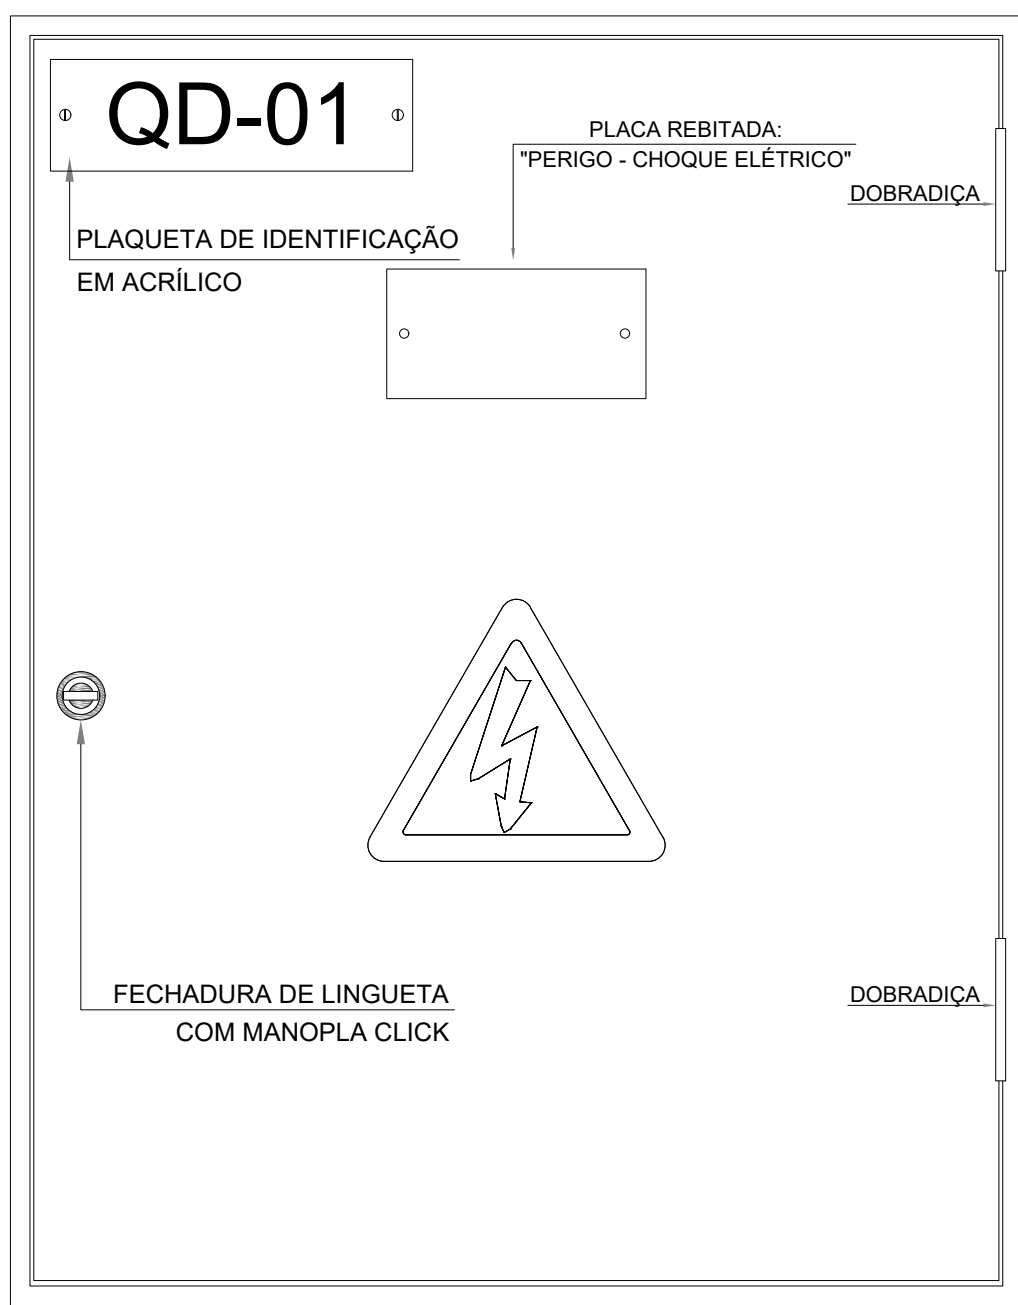 QD-01
PLACA REBITADA:
"PERIGO - CHOQUE ELÉTRICO"
DOBRADIÇA
PLAQUETA DE IDENTIFICAÇÃO
EM ACRÍLICO
FECHADURA DE LINGUETA
COM MANOPLA CLICK
DOBRADIÇA